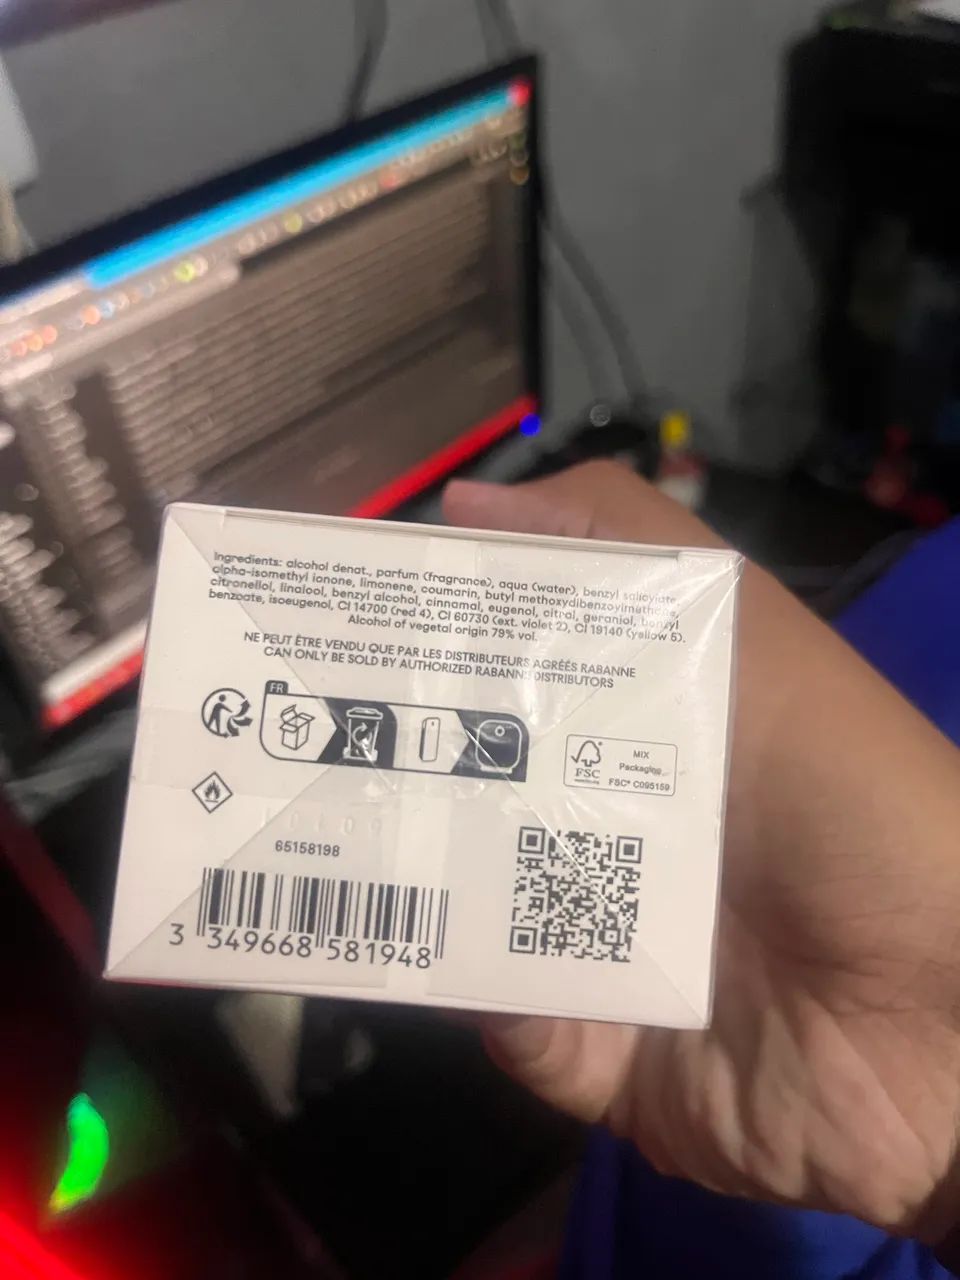 Ingredients: alcohol denat., parfum (fragrance), aqua (water), benzyl salicylate,
alpha-isomethyl ionone, limonene, coumarin, butyl methoxydibenzoylmethane,
citronellol, linalool, benzyl alcohol, cinnamal, eugenol, citral, geraniol, benzyl
benzoate, isoeugenol, CI 14700 (red 4), CI 60730 (ext. violet 2), CI 19140 (yellow 5).
Alcohol of vegetal origin 79% vol.
NE PEUT ÊTRE VENDU QUE PAR LES DISTRIBUTEURS AGRÉÉS RABANNE
CAN ONLY BE SOLD BY AUTHORIZED RABANNE DISTRIBUTORS
FR
MIX
Packaging
FSC
FSC® C095159
65158198
3 349668 581948